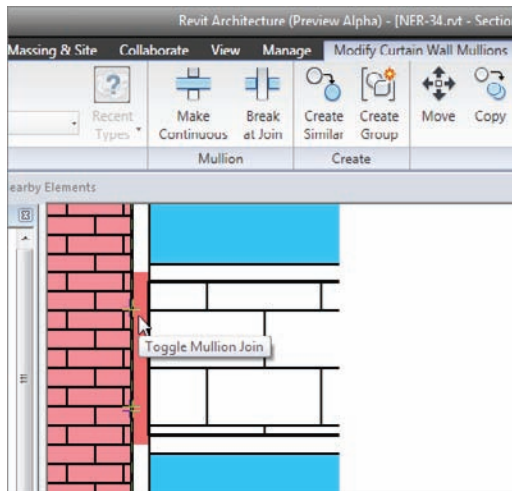 Revit Architecture (Preview Alpha) - [NER-34.rvt - Sectio
Massing & Site Collaborate View Manage Modify Curtain Wall Mullions
Recent Types
Make Continuous
Break at Join
Create Similar
Create Group
Move
Copy
Mullion
Create
earby Elements
Toggle Mullion Join